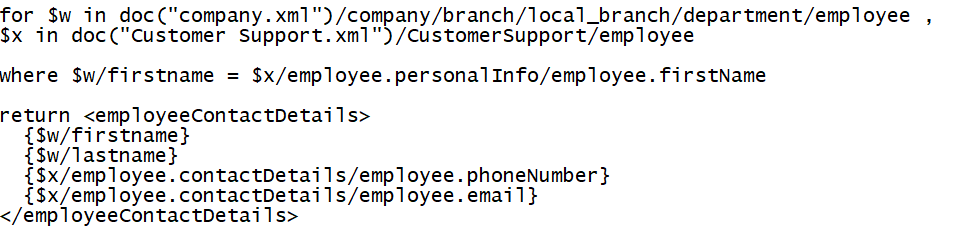 for $w in doc("company.xml")/company/branch/local_branch/department/employee ,
$x in doc("Customer Support.xml")/CustomerSupport/employee
where $w/firstname = $x/employee.personalInfo/employee.firstName
return <employeeContactDetails>
{$w/firstname}
{$w/lastname}
{$x/employee.contactDetails/employee.phoneNumber}
{$x/employee.contactDetails/employee.email}
</employeeContactDetails>